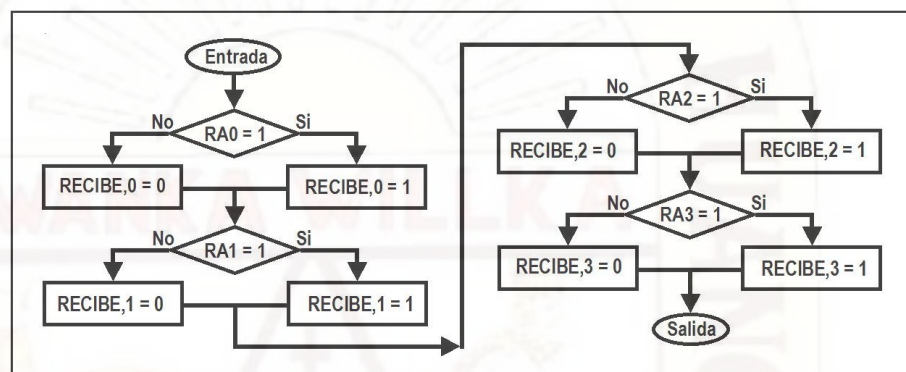 Entrada
No
Si
RA0 = 1
RECIBE,0 = 0
RECIBE,0 = 1
No
Si
RA1 = 1
RECIBE,1 = 0
RECIBE,1 = 1
No
Si
RA2 = 1
RECIBE,2 = 0
RECIBE,2 = 1
No
Si
RA3 = 1
RECIBE,3 = 0
RECIBE,3 = 1
Salida
WANKA WILLKA